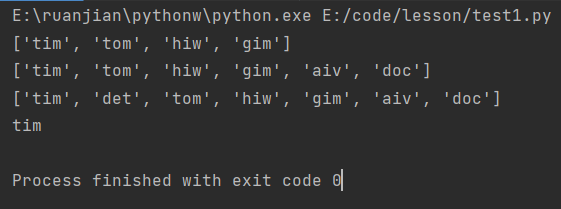 E:\ruanjian\pythonw\python.exe E:/code/lesson/test1.py
['tim', 'tom', 'hiw', 'gim']
['tim', 'tom', 'hiw', 'gim', 'aiv', 'doc']
['tim', 'det', 'tom', 'hiw', 'gim', 'aiv', 'doc']
tim
Process finished with exit code 0